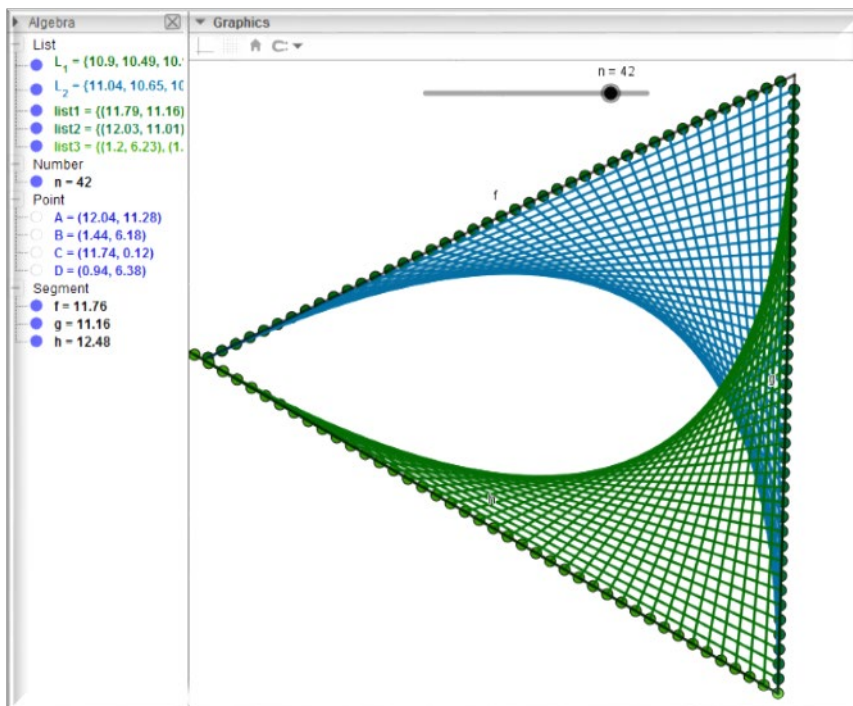 Algebra
List
L1 = {10.9, 10.49, 10.
L2 = {11.04, 10.65, 10
list1 = {(11.79, 11.16)
list2 = {(12.03, 11.01)
list3 = {(1.2, 6.23), (1.
Number
n = 42
Point
A = (12.04, 11.28)
B = (1.44, 6.18)
C = (11.74, 0.12)
D = (0.94, 6.38)
Segment
f = 11.76
g = 11.16
h = 12.48
Graphics
n = 42
f
g
h